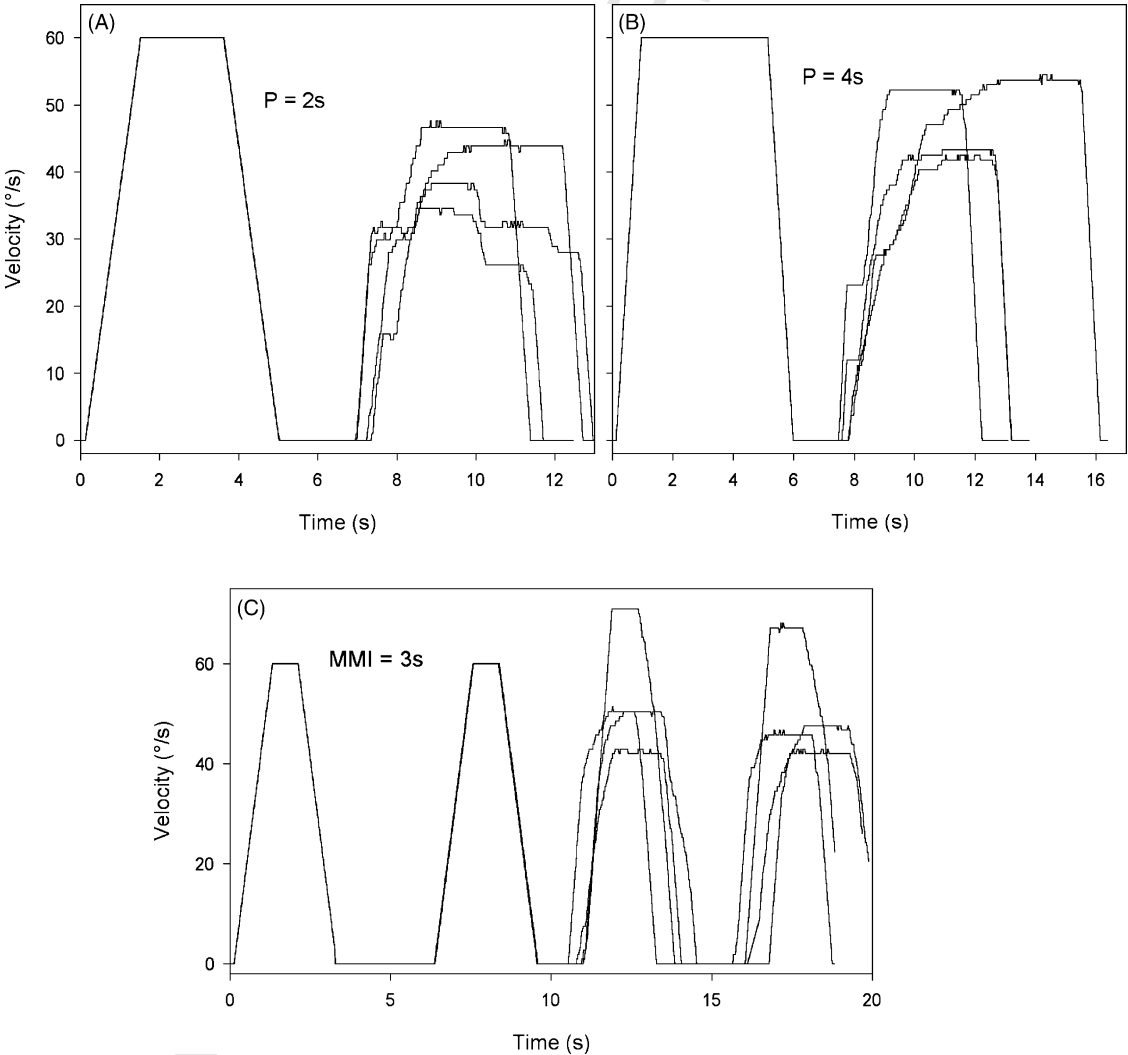 (A)
P = 2s
Velocity (°/s)
60
50
40
30
20
10
0
0 2 4 6 8 10 12
Time (s)
(B)
P = 4s
0 2 4 6 8 10 12 14 16
Time (s)
(C)
MMI = 3s
Velocity (°/s)
60
40
20
0
0 5 10 15 20
Time (s)